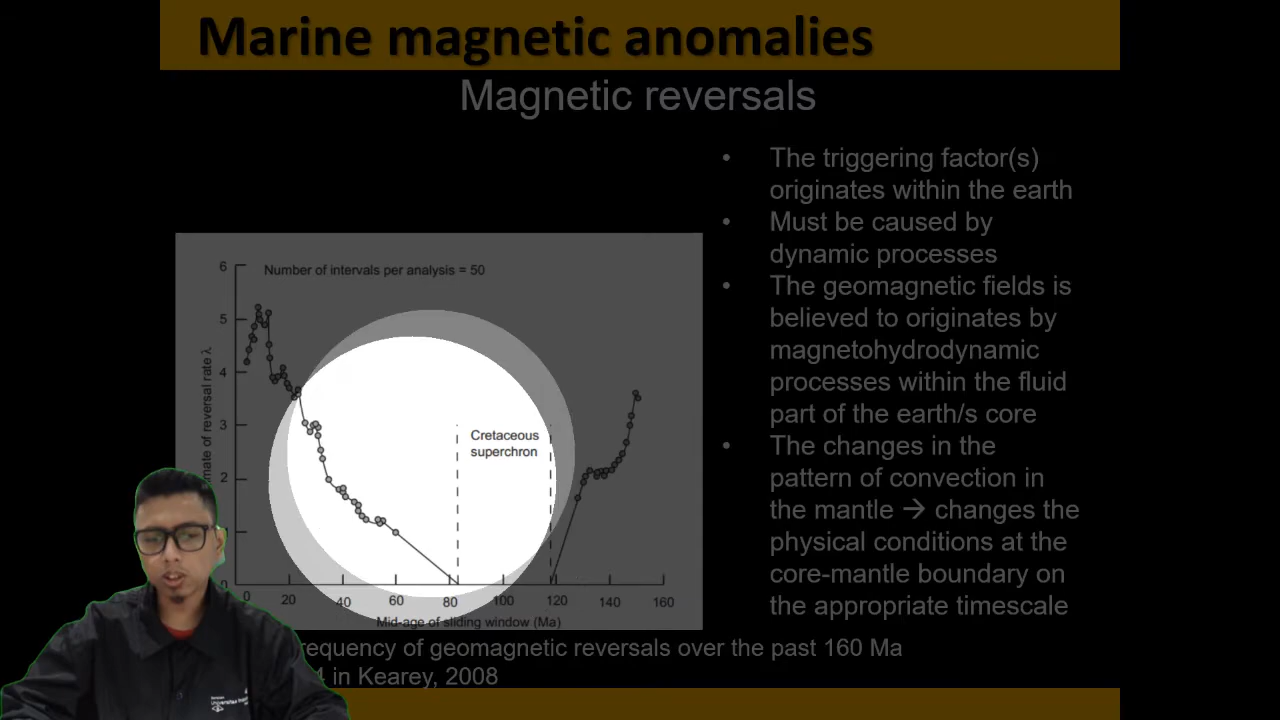 Marine magnetic anomalies
Magnetic reversals
• The triggering factor(s)
originates within the earth
• Must be caused by
dynamic processes
• The geomagnetic fields is
believed to originates by
magnetohydrodynamic
processes within the fluid
part of the earth/s core
• The changes in the
pattern of convection in
the mantle → changes the
physical conditions at the
core-mantle boundary on
the appropriate timescale
Number of intervals per analysis = 50
6
5
4
3
2
of reversal rate λ
Cretaceous
superchron
0 20 40 60 80 100 120 140 160
Mid-age of sliding window (Ma)
requency of geomagnetic reversals over the past 160 Ma
4 in Kearey, 2008